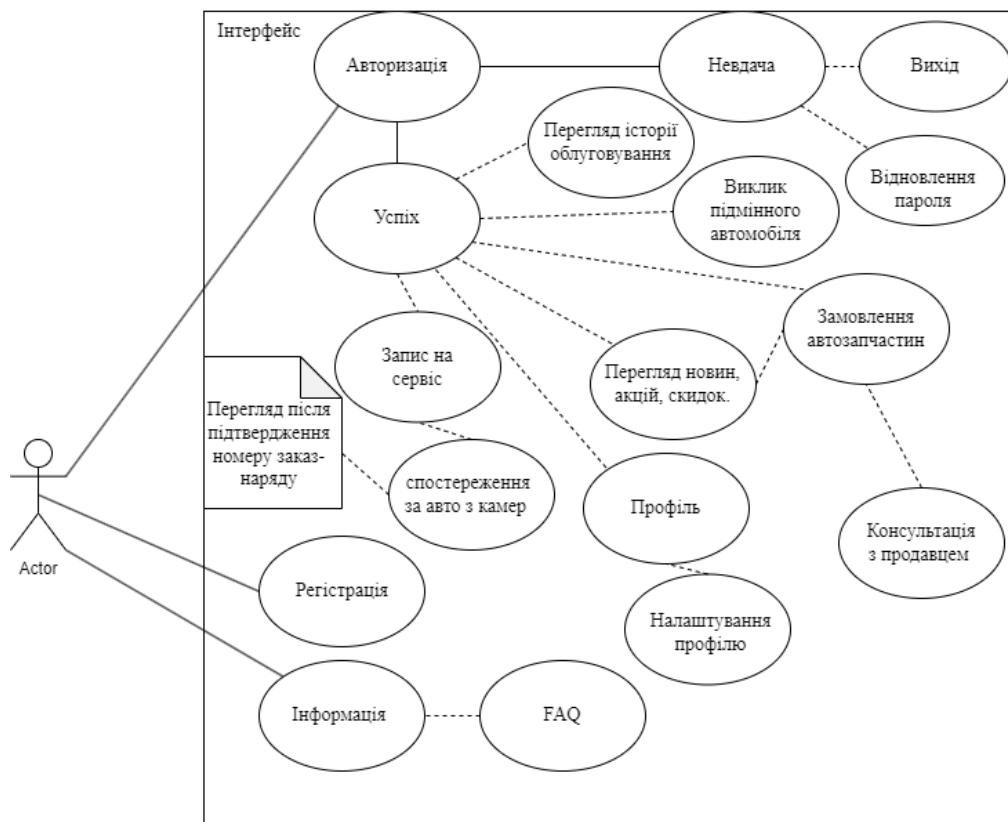 Інтерфейс
Авторизація
Невдача
Вихід
Перегляд історії
облуговування
Відновлення
пароля
Успіх
Виклик
підмінного
автомобіля
Замовлення
автозапчастин
Запис на
сервіс
Перегляд новин,
акцій, скидок.
Перегляд після
підтвердження
номеру заказ-
наряду
спостереження
за авто з камер
Профіль
Консультація
з продавцем
Actor
Регістрація
Налаштування
профілю
Інформація
FAQ